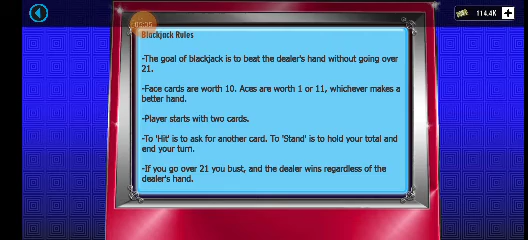 114.4K
Blackjack Rules
-The goal of blackjack is to beat the dealer's hand without going over
21.
-Face cards are worth 10. Aces are worth 1 or 11, whichever makes a
better hand.
-Player starts with two cards.
-To 'Hit' is to ask for another card. To 'Stand' is to hold your total and
end your turn.
-If you go over 21 you bust, and the dealer wins regardless of the
dealer's hand.